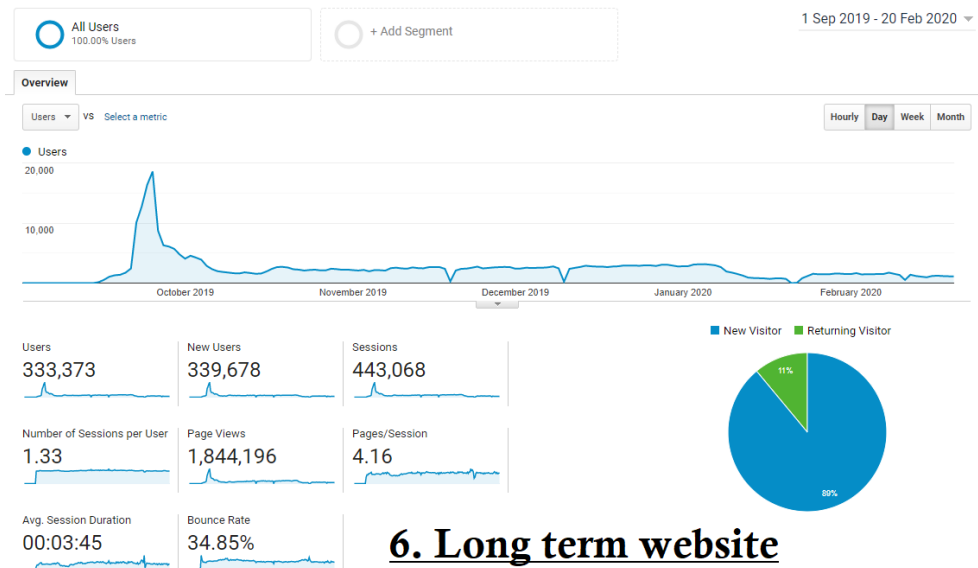 All Users
100.00% Users
+ Add Segment
1 Sep 2019 - 20 Feb 2020
Overview
Users VS Select a metric
Hourly Day Week Month
Users
20,000
10,000
October 2019 November 2019 December 2019 January 2020 February 2020
New Visitor Returning Visitor
Users New Users Sessions
333,373 339,678 443,068
11%
89%
Number of Sessions per User Page Views Pages/Session
1.33 1,844,196 4.16
Avg. Session Duration Bounce Rate
00:03:45 34.85%
6. Long term website